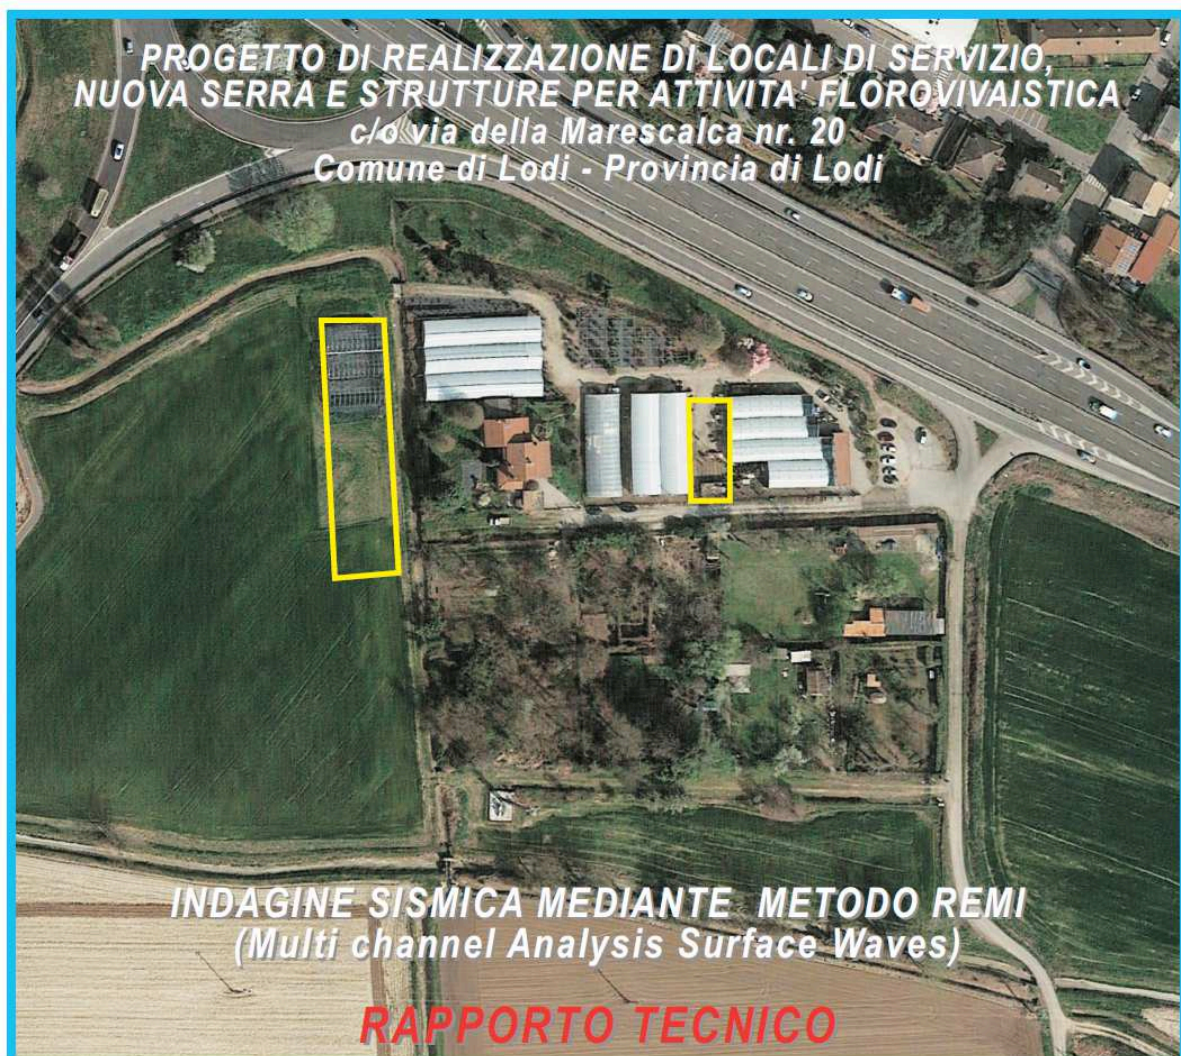 PROGETTO DI REALIZZAZIONE DI LOCALI DI SERVIZIO,
NUOVA SERRA E STRUTTURE PER ATTIVITA' FLOROVIVAISTICA
c/o via della Marescalca nr. 20
Comune di Lodi - Provincia di Lodi
INDAGINE SISMICA MEDIANTE METODO REMI
(Multi channel Analysis Surface Waves)
RAPPORTO TECNICO